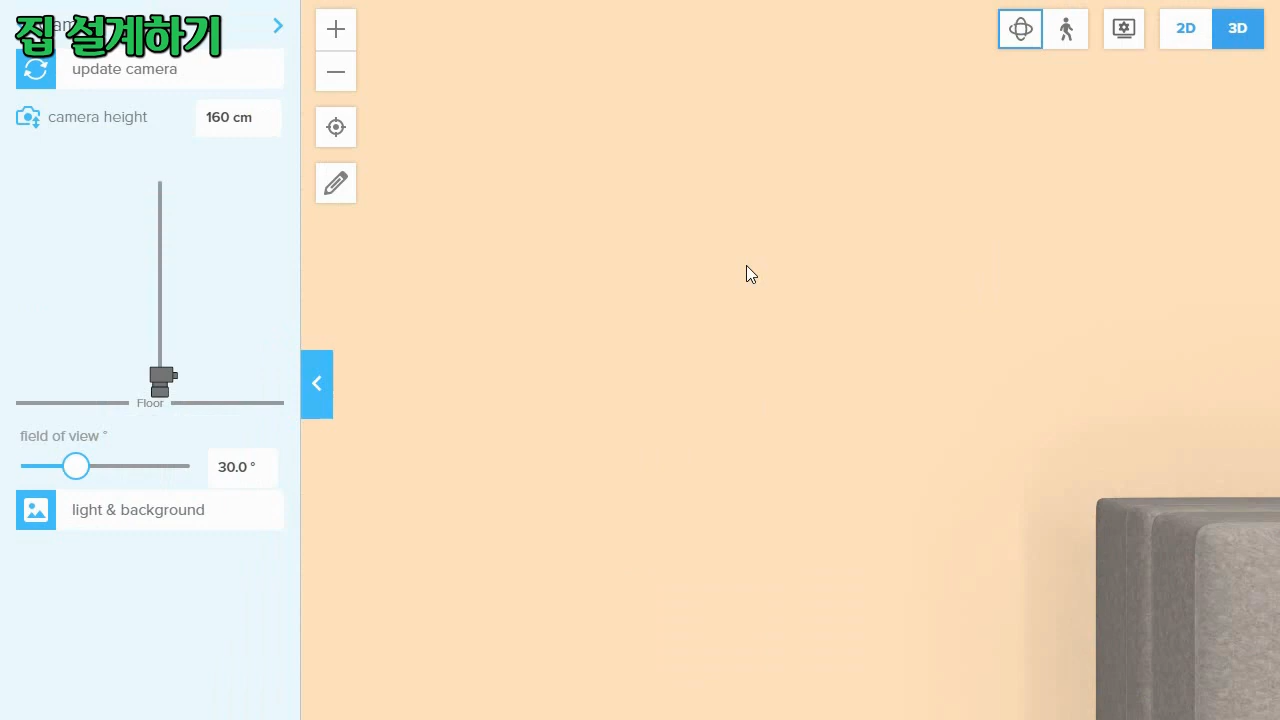 집 설계하기
update camera
camera height
160 cm
Floor
field of view °
30.0 °
light & background
2D
3D